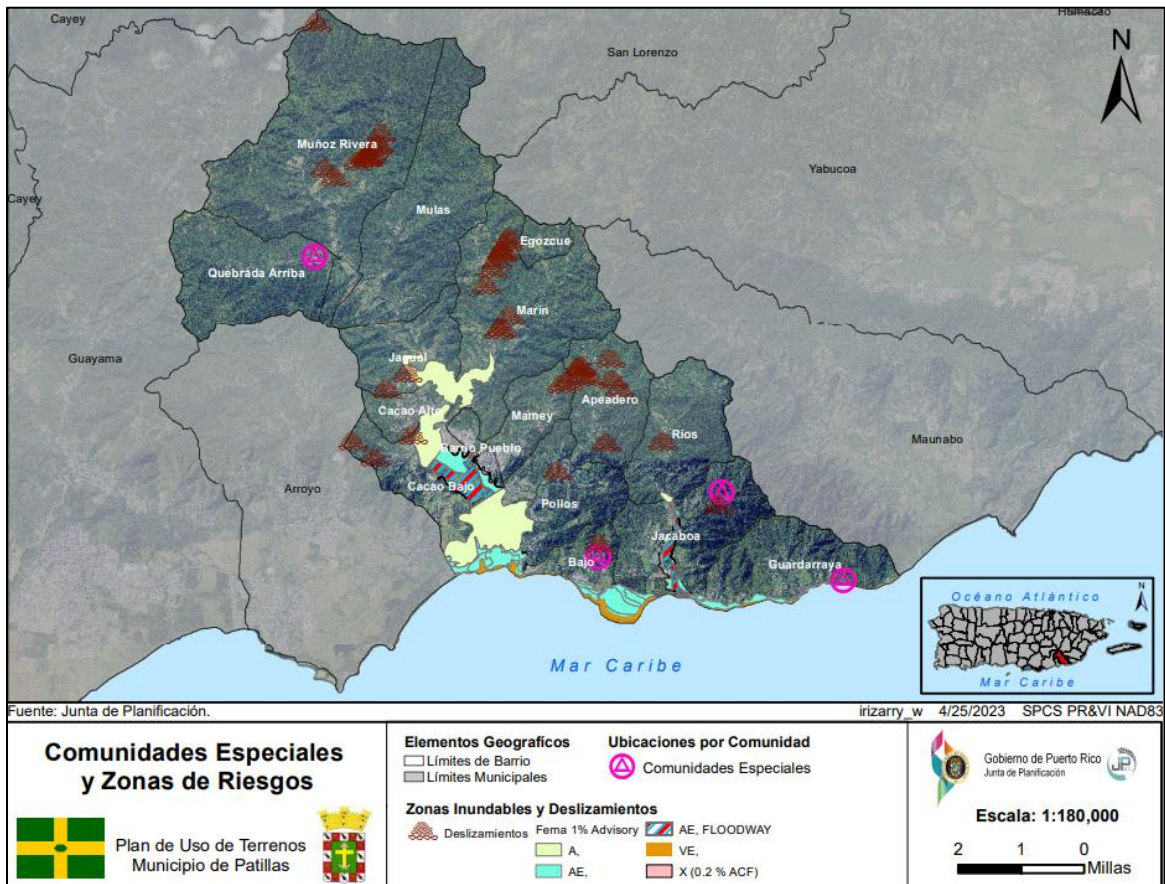 Cayey
Humacao
San Lorenzo
N
Muñoz Rivera
Yabucoa
Cayey
Mulas
Egozcue
Quebrada Arriba
Marín
Guayama
Jagual
Cacao Alto
Mamey
Apeadero
Ríos
Maunabo
Barrio Pueblo
Cacao Bajo
Arroyo
Pollos
Jacaboa
Bajo
Guardarraya
Océano Atlántico
N
Mar Caribe
Mar Caribe
Fuente: Junta de Planificación.
irizarry_w 4/25/2023 SPCS PR&VI NAD83
Comunidades Especiales
y Zonas de Riesgos
Plan de Uso de Terrenos
Municipio de Patillas
Elementos Geograficos
Límites de Barrio
Límites Municipales
Ubicaciones por Comunidad
Comunidades Especiales
Zonas Inundables y Deslizamientos
Deslizamientos
Fema 1% Advisory
A,
AE,
AE, FLOODWAY
VE,
X (0.2 % ACF)
Gobierno de Puerto Rico
Junta de Planificación
JP
Escala: 1:180,000
2 1 0
Millas